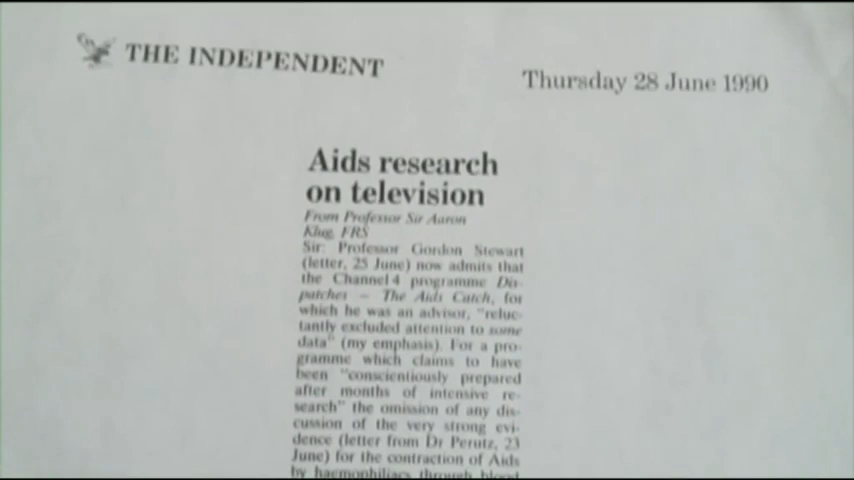 THE INDEPENDENT
Thursday 28 June 1990
Aids research
on television
From Professor Sir Aaron
Klug, FRS
Sir: Professor Gordon Stewart
(letter, 25 June) now admits that
the Channel 4 programme Dis-
patches – The Aids Catch, for
which he was an advisor, "reluc-
tantly excluded attention to some
data" (my emphasis). For a pro-
gramme which claims to have
been "conscientiously prepared
after months of intensive re-
search" the omission of any dis-
cussion of the very strong evi-
dence (letter from Dr Perutz, 23
June) for the contraction of Aids
by haemophiliacs through blood